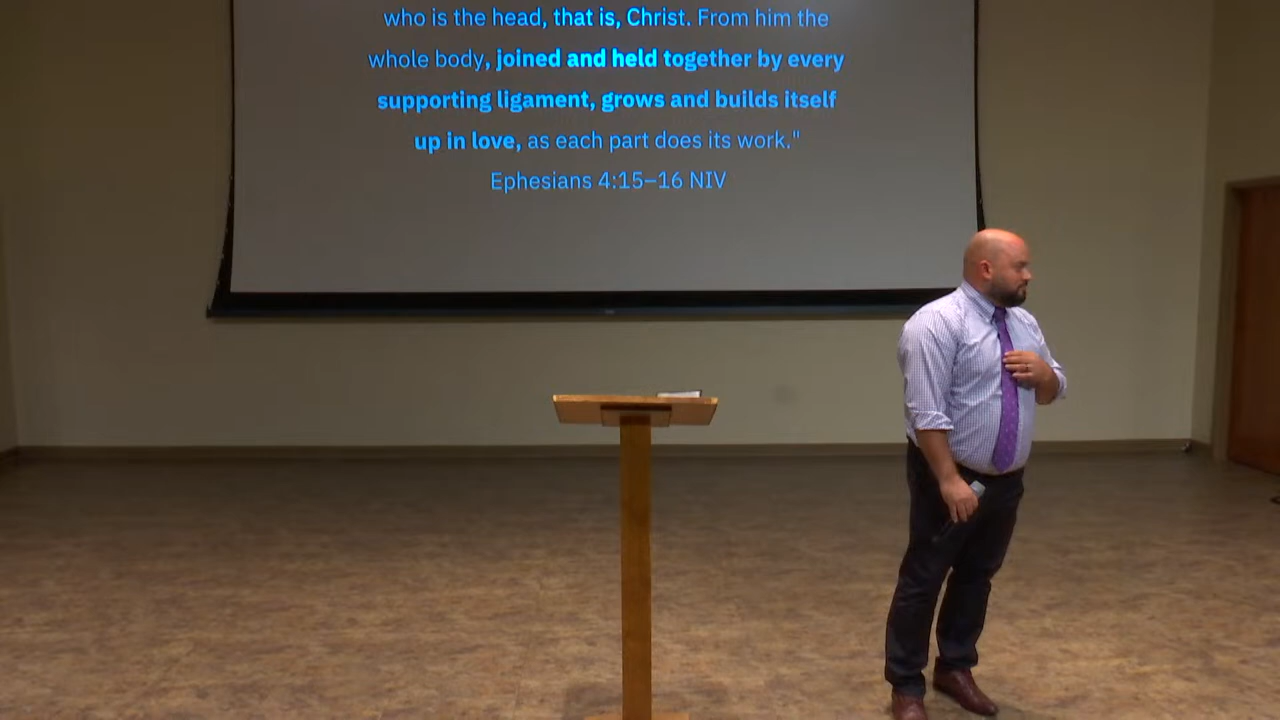 who is the head, that is, Christ. From him the
whole body, joined and held together by every
supporting ligament, grows and builds itself
up in love, as each part does its work."
Ephesians 4:15–16 NIV